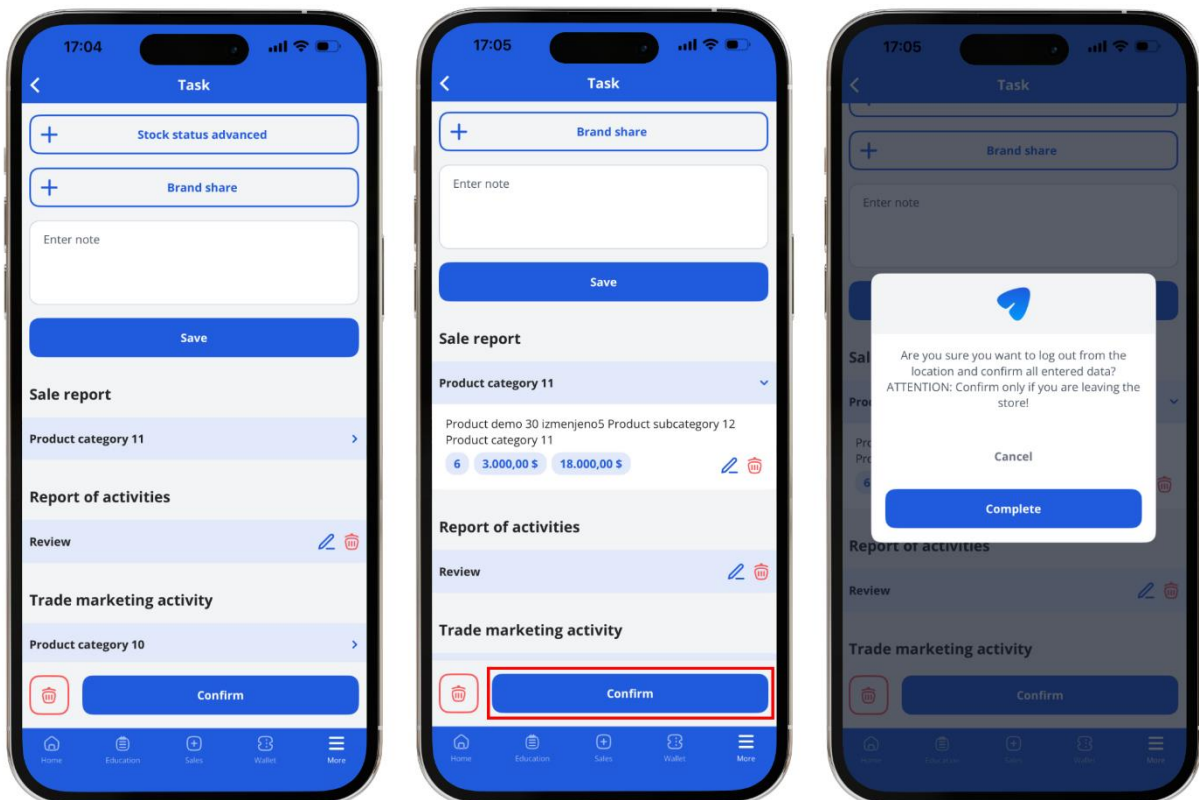 17:04
Task
Stock status advanced
Brand share
Enter note
Save
Sale report
Product category 11
Report of activities
Review
Trade marketing activity
Product category 10
Confirm
Home Education Sales Wallet More
17:05
Task
Brand share
Enter note
Save
Sale report
Product category 11
Product demo 30 izmenjeno5 Product subcategory 12
Product category 11
6 3.000,00 $ 18.000,00 $
Report of activities
Review
Trade marketing activity
Confirm
Home Education Sales Wallet More
17:05
Task
Brand share
Enter note
Sal
Are you sure you want to log out from the
location and confirm all entered data?
ATTENTION: Confirm only if you are leaving the
store!
Pro
Pro
Pro
6
Cancel
Complete
Report of activities
Review
Trade marketing activity
Confirm
Home Education Sales Wallet More